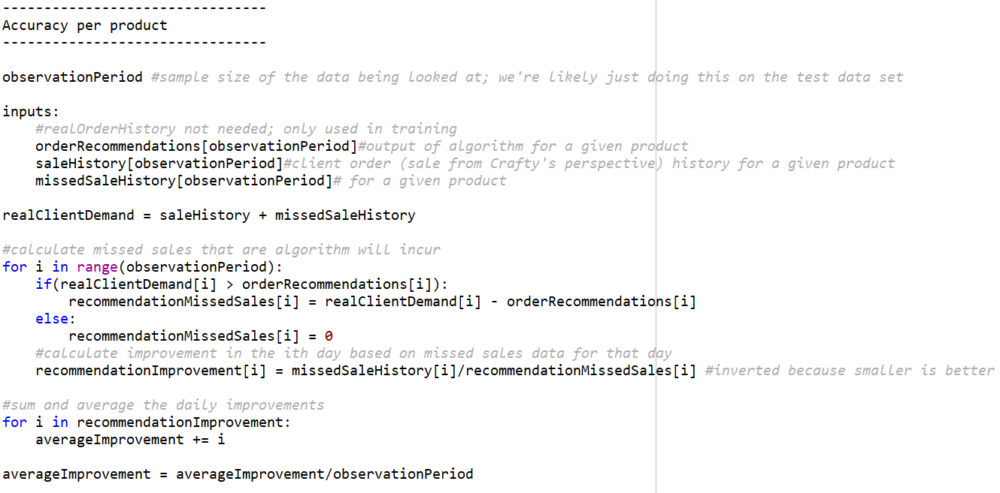 --------------------------------
Accuracy per product
--------------------------------
observationPeriod #sample size of the data being looked at; we're likely just doing this on the test data set
inputs:
    #realOrderHistory not needed; only used in training
    orderRecommendations[observationPeriod]#output of algorithm for a given product
    saleHistory[observationPeriod]#client order (sale from Crafty's perspective) history for a given product
    missedSaleHistory[observationPeriod]# for a given product
realClientDemand = saleHistory + missedSaleHistory
#calculate missed sales that are algorithm will incur
for i in range(observationPeriod):
    if(realClientDemand[i] > orderRecommendations[i]):
        recommendationMissedSales[i] = realClientDemand[i] - orderRecommendations[i]
    else:
        recommendationMissedSales[i] = 0
    #calculate improvement in the ith day based on missed sales data for that day
    recommendationImprovement[i] = missedSaleHistory[i]/recommendationMissedSales[i] #inverted because smaller is better
#sum and average the daily improvements
for i in recommendationImprovement:
    averageImprovement += i
averageImprovement = averageImprovement/observationPeriod